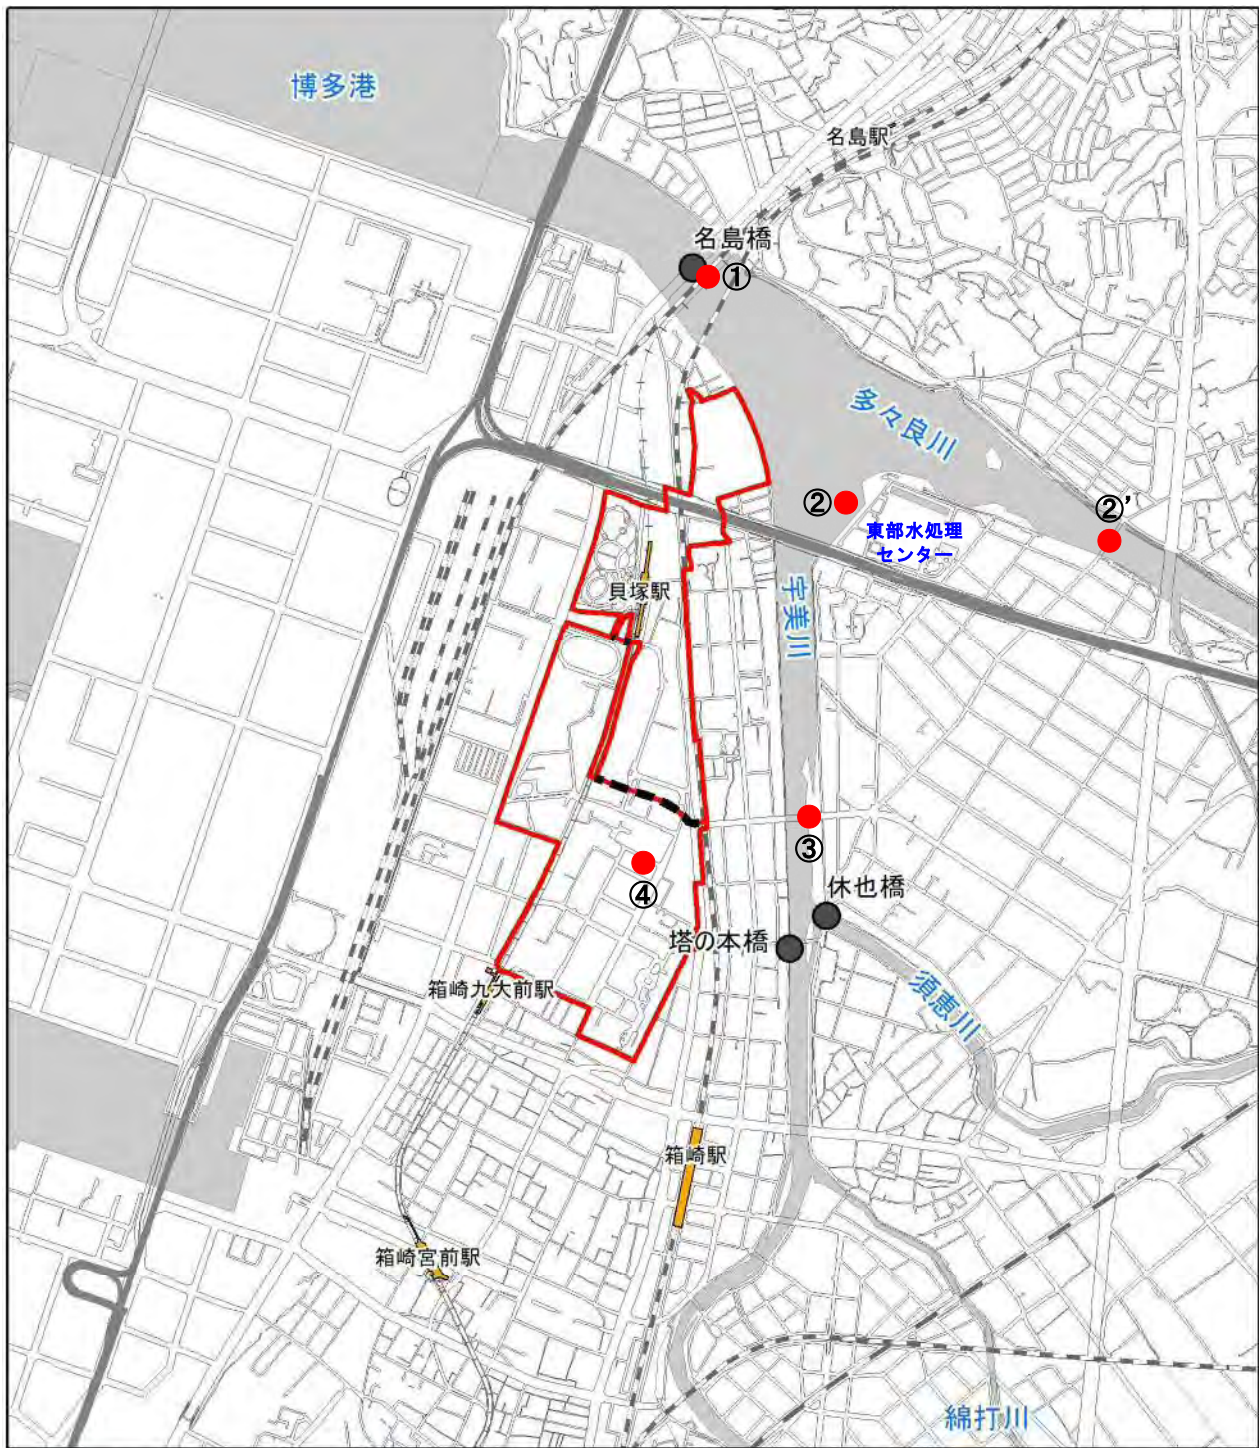 博多港
名島駅
名島橋
①
多々良川
②
②'
東部水処理
センター
貝塚駅
宇美川
③
④
休也橋
塔の本橋
箱崎九大前駅
須恵川
箱崎駅
箱崎宮前駅
綿打川